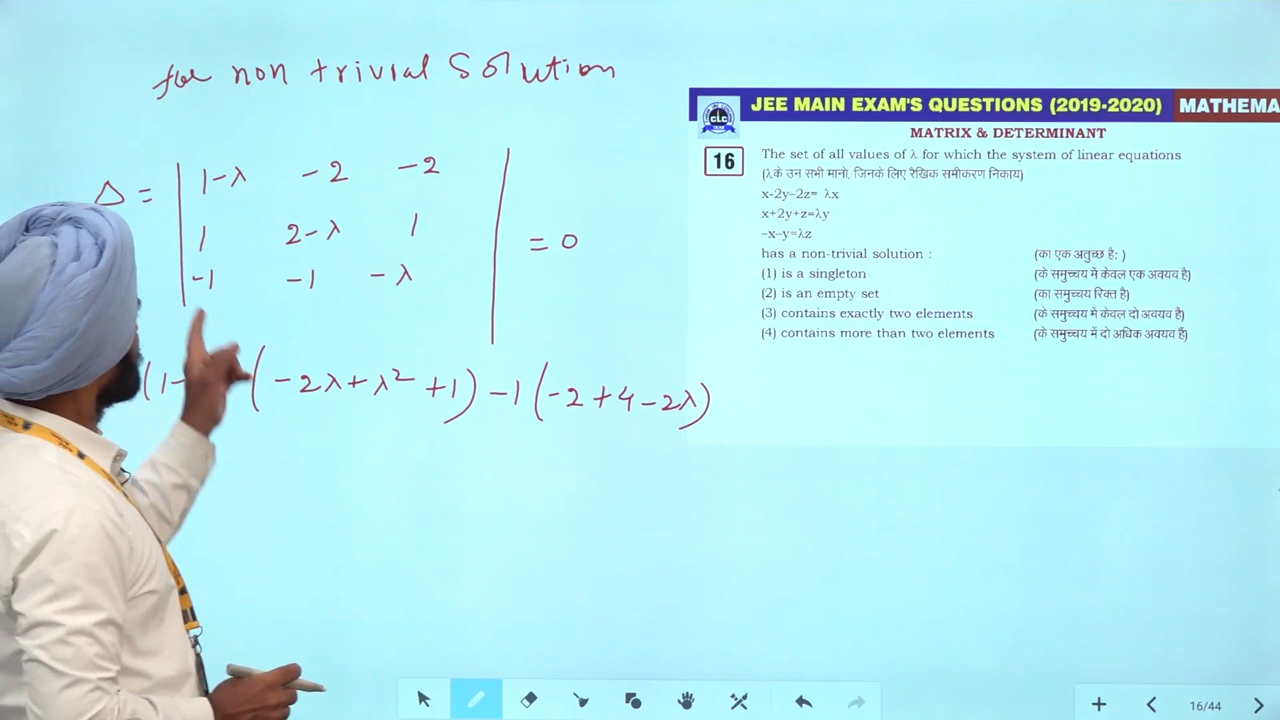 for non trivial Solution
Δ = | 1-λ -2 -2 |
| 1 2-λ 1 | = 0
| -1 -1 -λ |
(1- (-2λ+λ²+1) -1 (-2+4-2λ)
CLC
JEE MAIN EXAM'S QUESTIONS (2019-2020) MATHEMA
MATRIX & DETERMINANT
16 The set of all values of λ for which the system of linear equations
(λ के उन सभी मानो, जिनके लिए रैखिक समीकरण निकाय)
x-2y–2z= λx
x+2y+z=λy
–x–y=λz
has a non-trivial solution : (का एक अतुच्छ है: )
(1) is a singleton (के समुच्चय में केवल एक अवयव है)
(2) is an empty set (का समुच्चय रिक्त है)
(3) contains exactly two elements (के समुच्चय में केवल दो अवयव हैं)
(4) contains more than two elements (के समुच्चय में दो अधिक अवयव हैं)
16/44